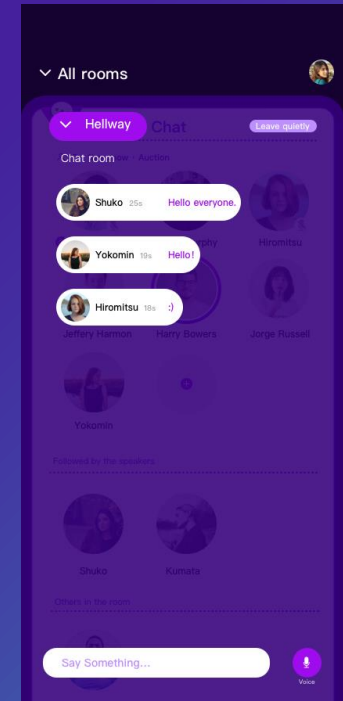 All rooms
Hellway Chat Leave quietly
Chat room Auction
Shuko 25s Hello everyone.
Yokomin 19s Hello!
Hiromitsu 18s :)
Hiromitsu
Jeffery Harmon Harry Bowers Jorge Russell
Yokomin
Followed by the speakers
Shuko Kumata
Others in the room
Say Something...
Voice